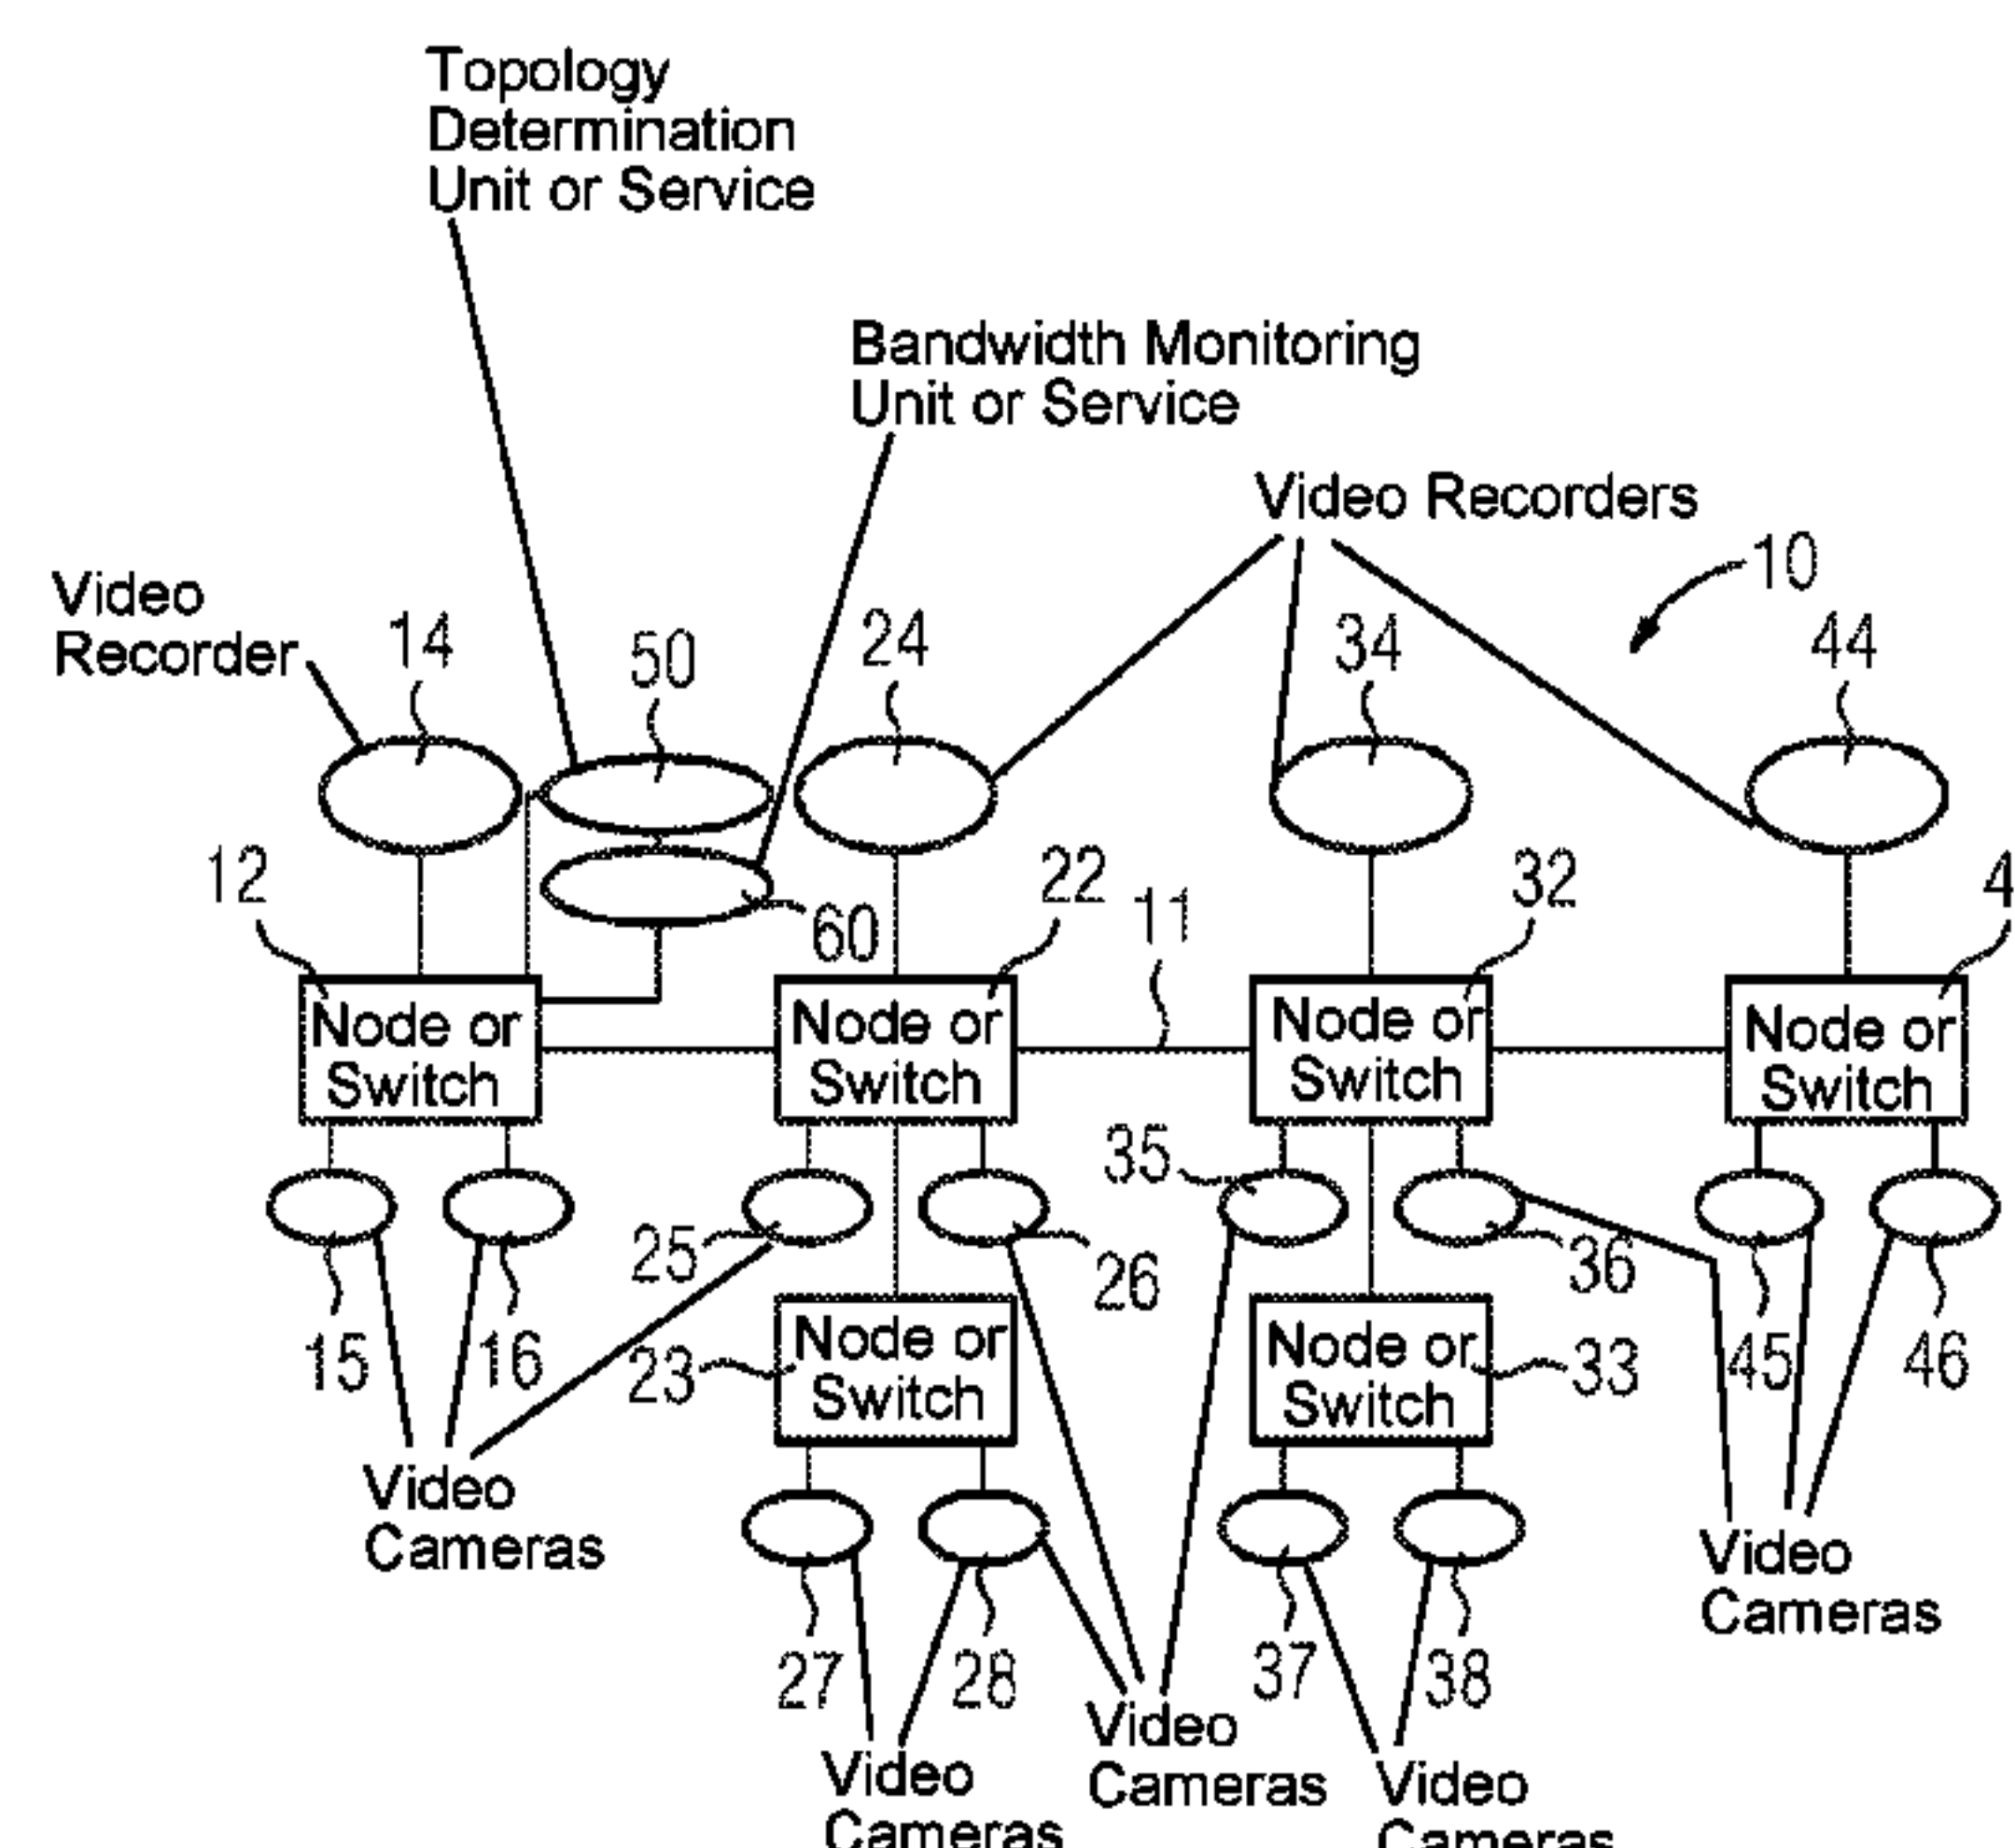 Topology
Determination
Unit or Service
Bandwidth Monitoring
Unit or Service
Video Recorders
10
Video
Recorder
14
50
24
34
44
12
60
22
11
32
4
Node or
Switch
Node or
Switch
Node or
Switch
Node or
Switch
35
25
26
36
15
16
23
Node or
Switch
Node or
Switch
33
45
46
Video
Cameras
Video
Cameras
27
28
37
38
Video
Cameras
Video
Cameras
Video
Cameras